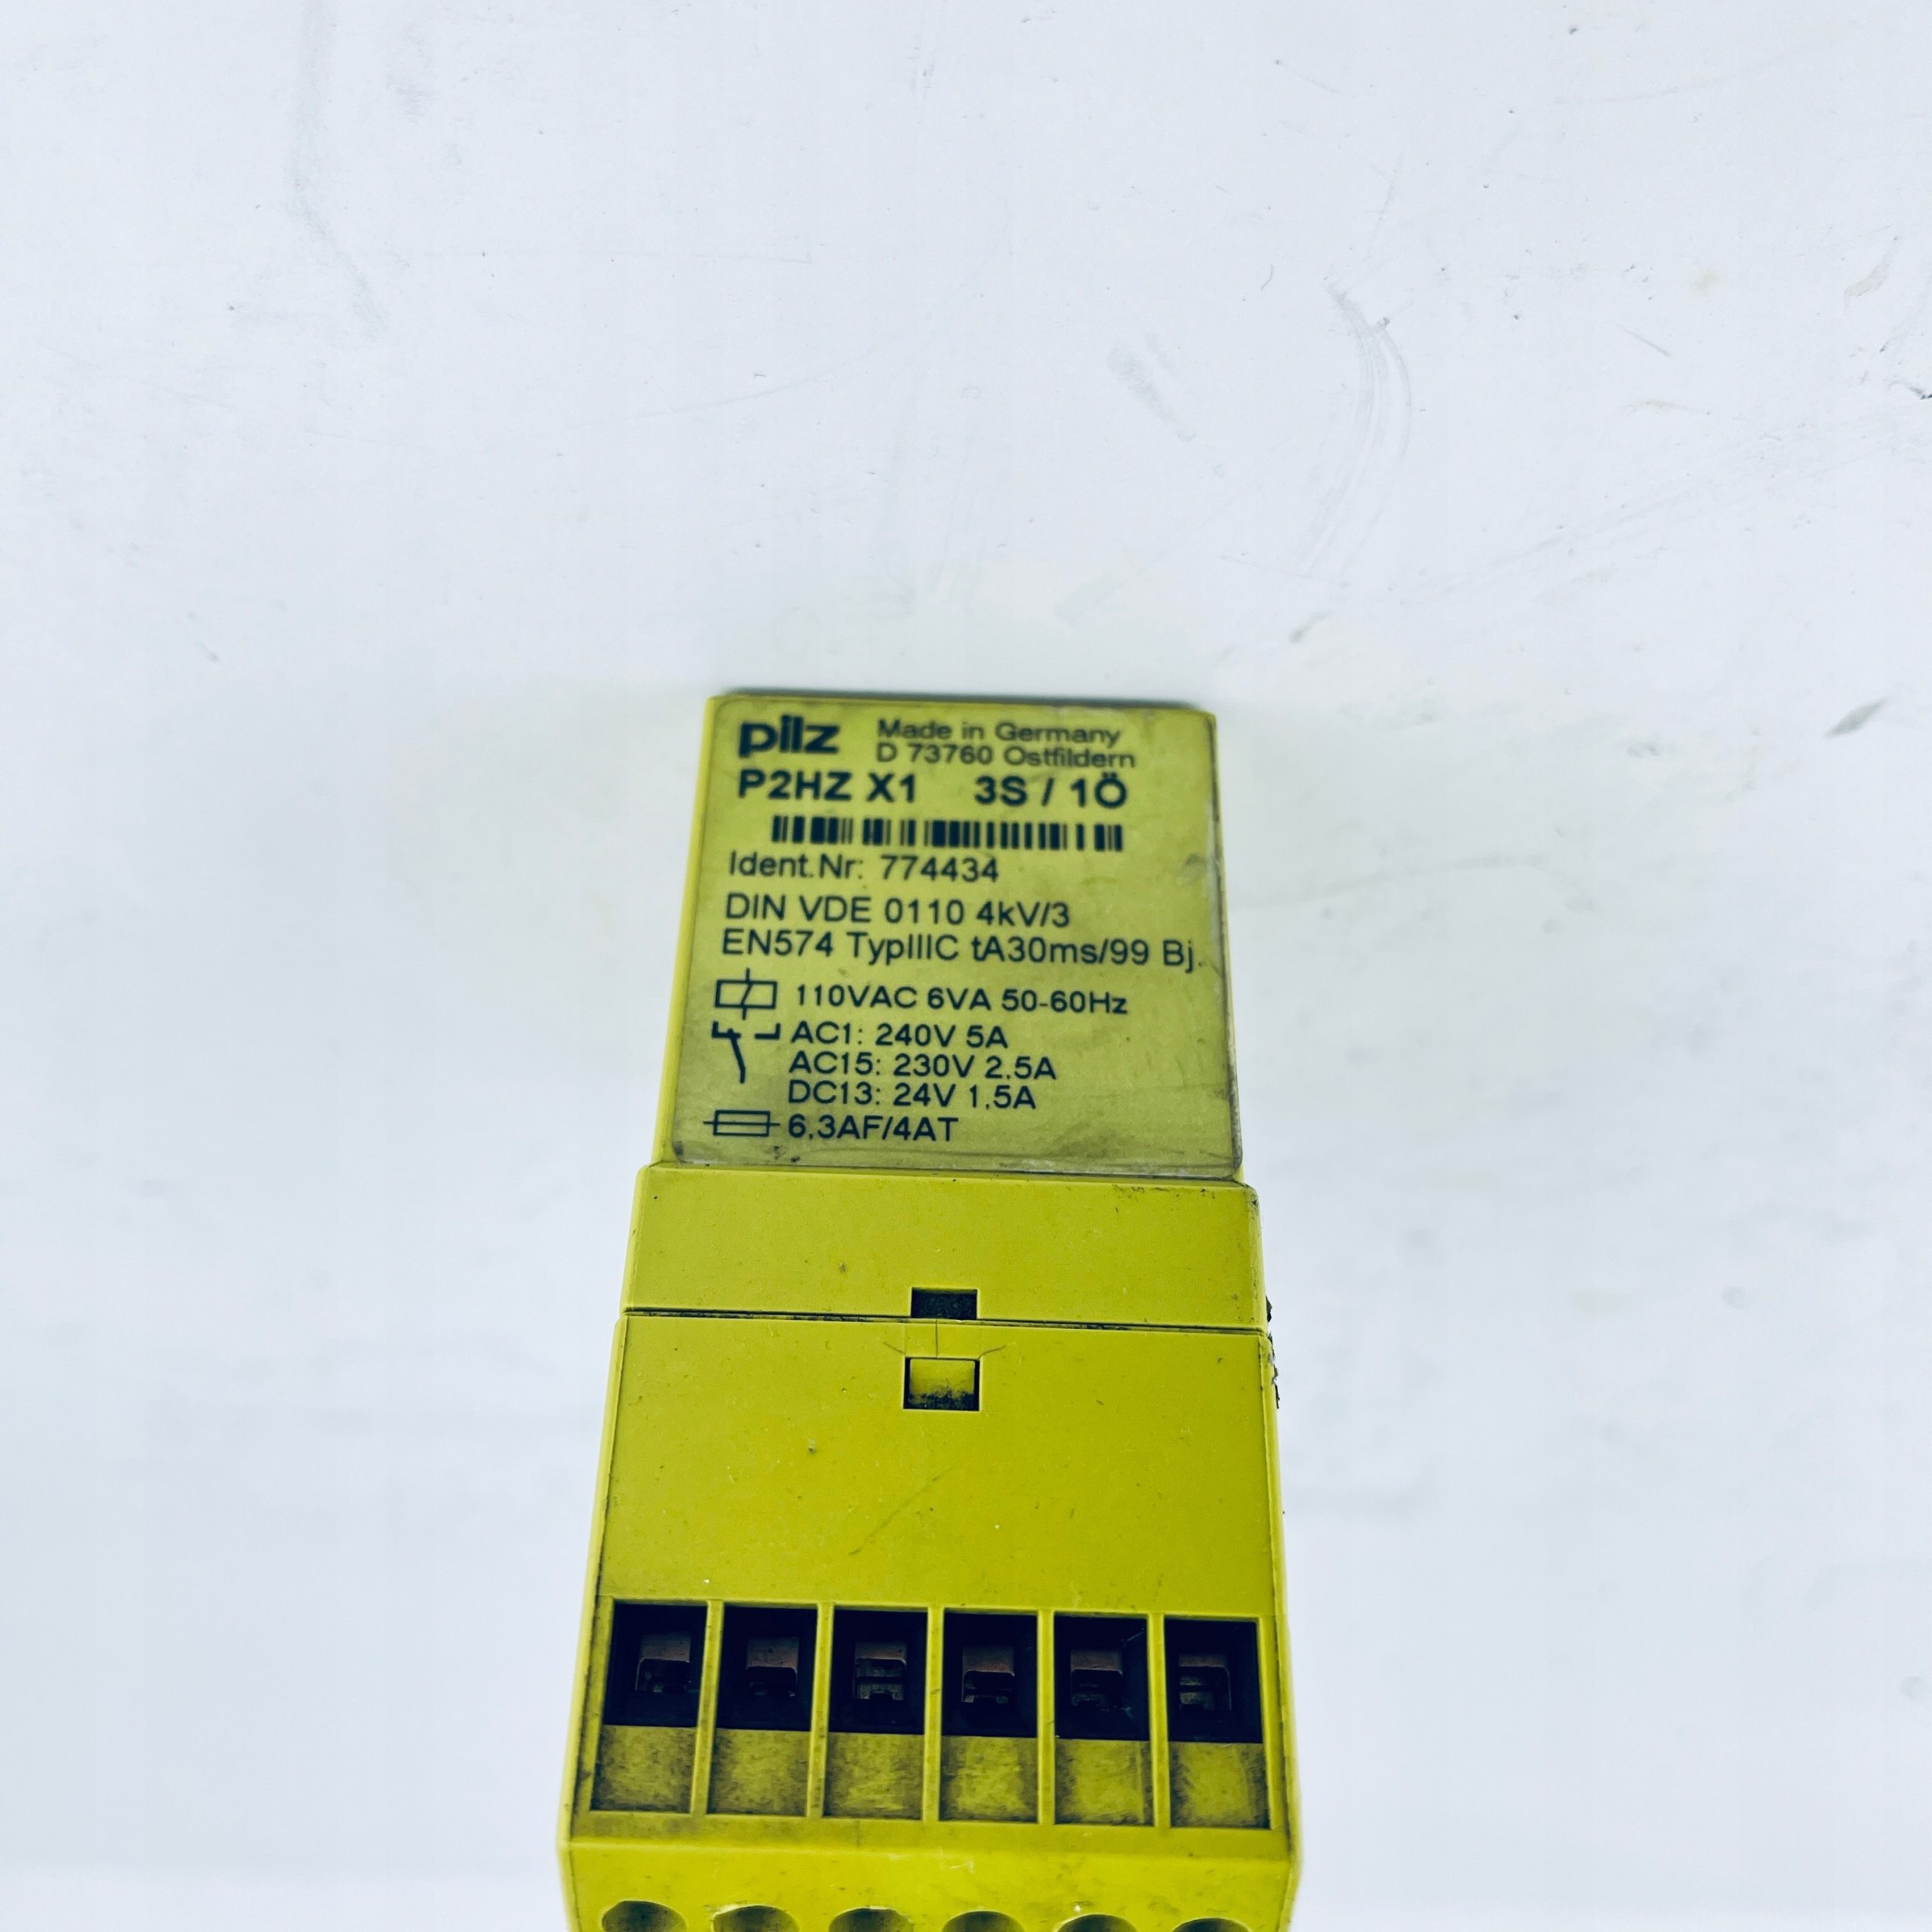 pilz Made in Germany
D 73760 Ostfildern
P2HZ X1 3S / 1Ö
Ident.Nr: 774434
DIN VDE 0110 4kV/3
EN574 TypIIIC tA30ms/99 Bj.
110VAC 6VA 50-60Hz
AC1: 240V 5A
AC15: 230V 2.5A
DC13: 24V 1,5A
6,3AF/4AT